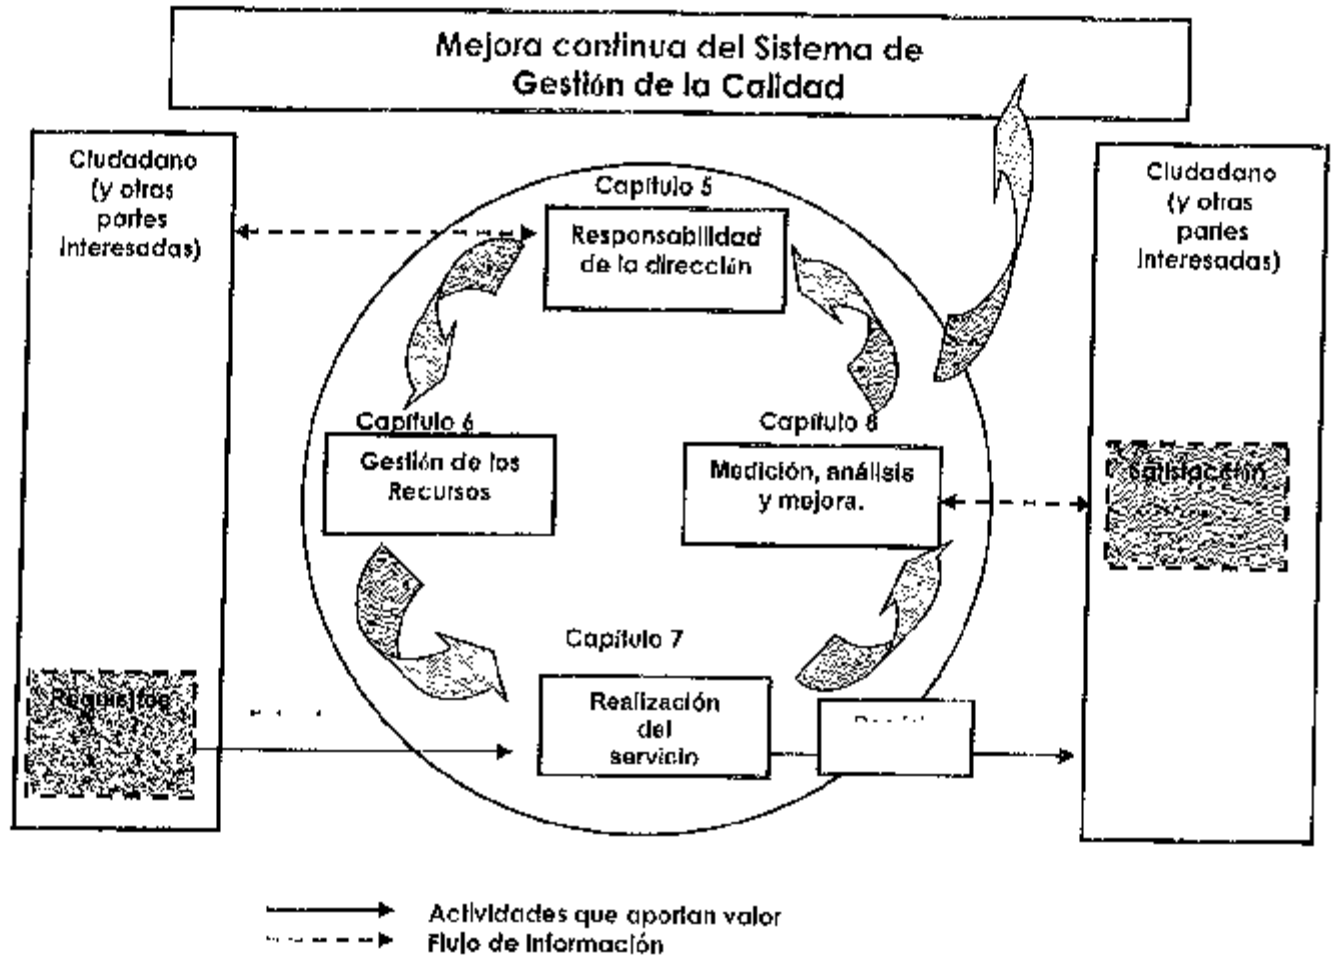 Mejora continua del Sistema de
Gestión de la Calidad
Ciudadano
(y otras
partes
interesadas)
Ciudadano
(y otras
partes
interesadas)
Capítulo 5
Responsabilidad
de la dirección
Capítulo 6
Gestión de los
Recursos
Capítulo 8
Medición, análisis
y mejora.
Satisfacción
Capítulo 7
Realización
del
servicio
Requisitos
Actividades que aportan valor
Flujo de información